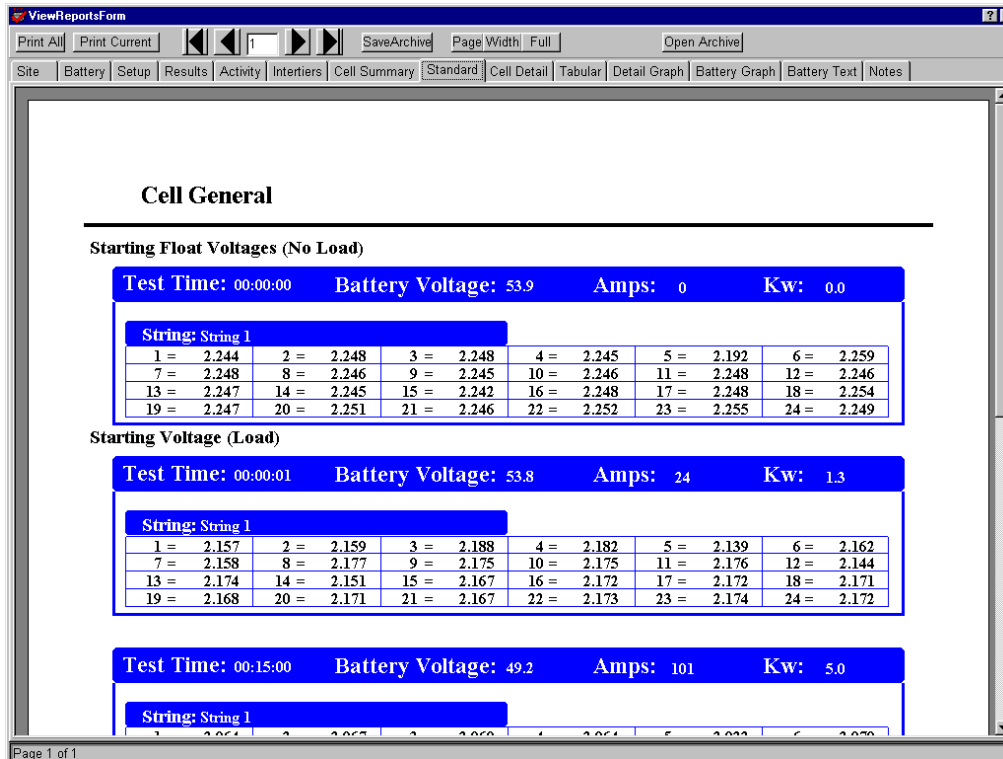 ViewReportsForm ?
Print All Print Current 1 SaveArchive Page Width Full Open Archive
Site Battery Setup Results Activity Intertiers Cell Summary Standard Cell Detail Tabular Detail Graph Battery Graph Battery Text Notes
Cell General
Starting Float Voltages (No Load)
Test Time: 00:00:00 Battery Voltage: 53.9 Amps: 0 Kw: 0.0
String: String 1
1 = 2.244 2 = 2.248 3 = 2.248 4 = 2.245 5 = 2.192 6 = 2.259
7 = 2.248 8 = 2.246 9 = 2.245 10 = 2.246 11 = 2.248 12 = 2.246
13 = 2.247 14 = 2.245 15 = 2.242 16 = 2.248 17 = 2.248 18 = 2.254
19 = 2.247 20 = 2.251 21 = 2.246 22 = 2.252 23 = 2.255 24 = 2.249
Starting Voltage (Load)
Test Time: 00:00:01 Battery Voltage: 53.8 Amps: 24 Kw: 1.3
String: String 1
1 = 2.157 2 = 2.159 3 = 2.188 4 = 2.182 5 = 2.139 6 = 2.162
7 = 2.158 8 = 2.177 9 = 2.175 10 = 2.175 11 = 2.176 12 = 2.144
13 = 2.174 14 = 2.151 15 = 2.167 16 = 2.172 17 = 2.172 18 = 2.171
19 = 2.168 20 = 2.171 21 = 2.167 22 = 2.173 23 = 2.174 24 = 2.172
Test Time: 00:15:00 Battery Voltage: 49.2 Amps: 101 Kw: 5.0
String: String 1
Page 1 of 1